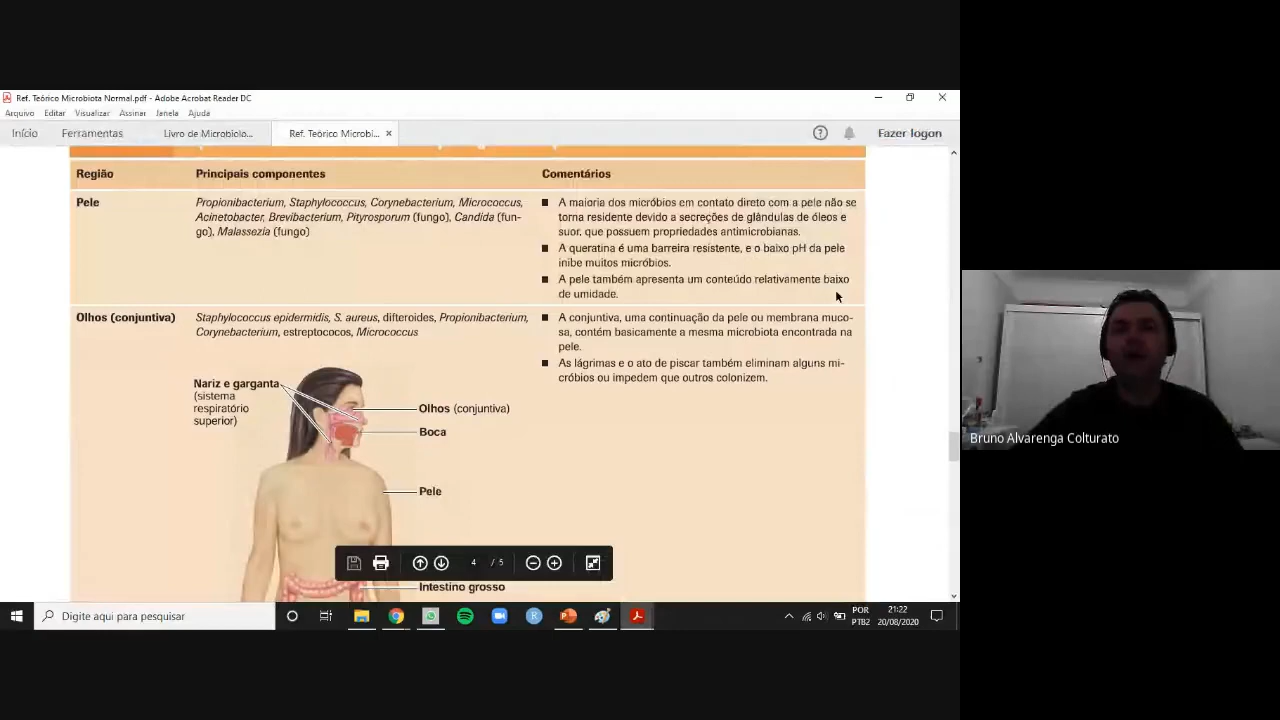 Ref. Teórico Microbiota Normal.pdf - Adobe Acrobat Reader DC
Arquivo Editar Visualizar Assinar Janela Ajuda
Início Ferramentas Livro de Microbiolo... Ref. Teórico Microbi... × Fazer logon
Região Principais componentes Comentários
Pele
Propionibacterium, Staphylococcus, Corynebacterium, Micrococcus,
Acinetobacter, Brevibacterium, Pityrosporum (fungo), Candida (fun-
go), Malassezia (fungo)
■ A maioria dos micróbios em contato direto com a pele não se
torna residente devido a secreções de glândulas de óleos e
suor, que possuem propriedades antimicrobianas.
■ A queratina é uma barreira resistente, e o baixo pH da pele
inibe muitos micróbios.
■ A pele também apresenta um conteúdo relativamente baixo
de umidade.
Olhos (conjuntiva)
Staphylococcus epidermidis, S. aureus, difteroides, Propionibacterium,
Corynebacterium, estreptococos, Micrococcus
■ A conjuntiva, uma continuação da pele ou membrana muco-
sa, contém basicamente a mesma microbiota encontrada na
pele.
■ As lágrimas e o ato de piscar também eliminam alguns mi-
cróbios ou impedem que outros colonizem.
Nariz e garganta
(sistema
respiratório
superior)
Olhos (conjuntiva)
Boca
Pele
Intestino grosso
4 / 5
Bruno Alvarenga Colturato
Digite aqui para pesquisar
POR
PTB2
21:22
20/08/2020